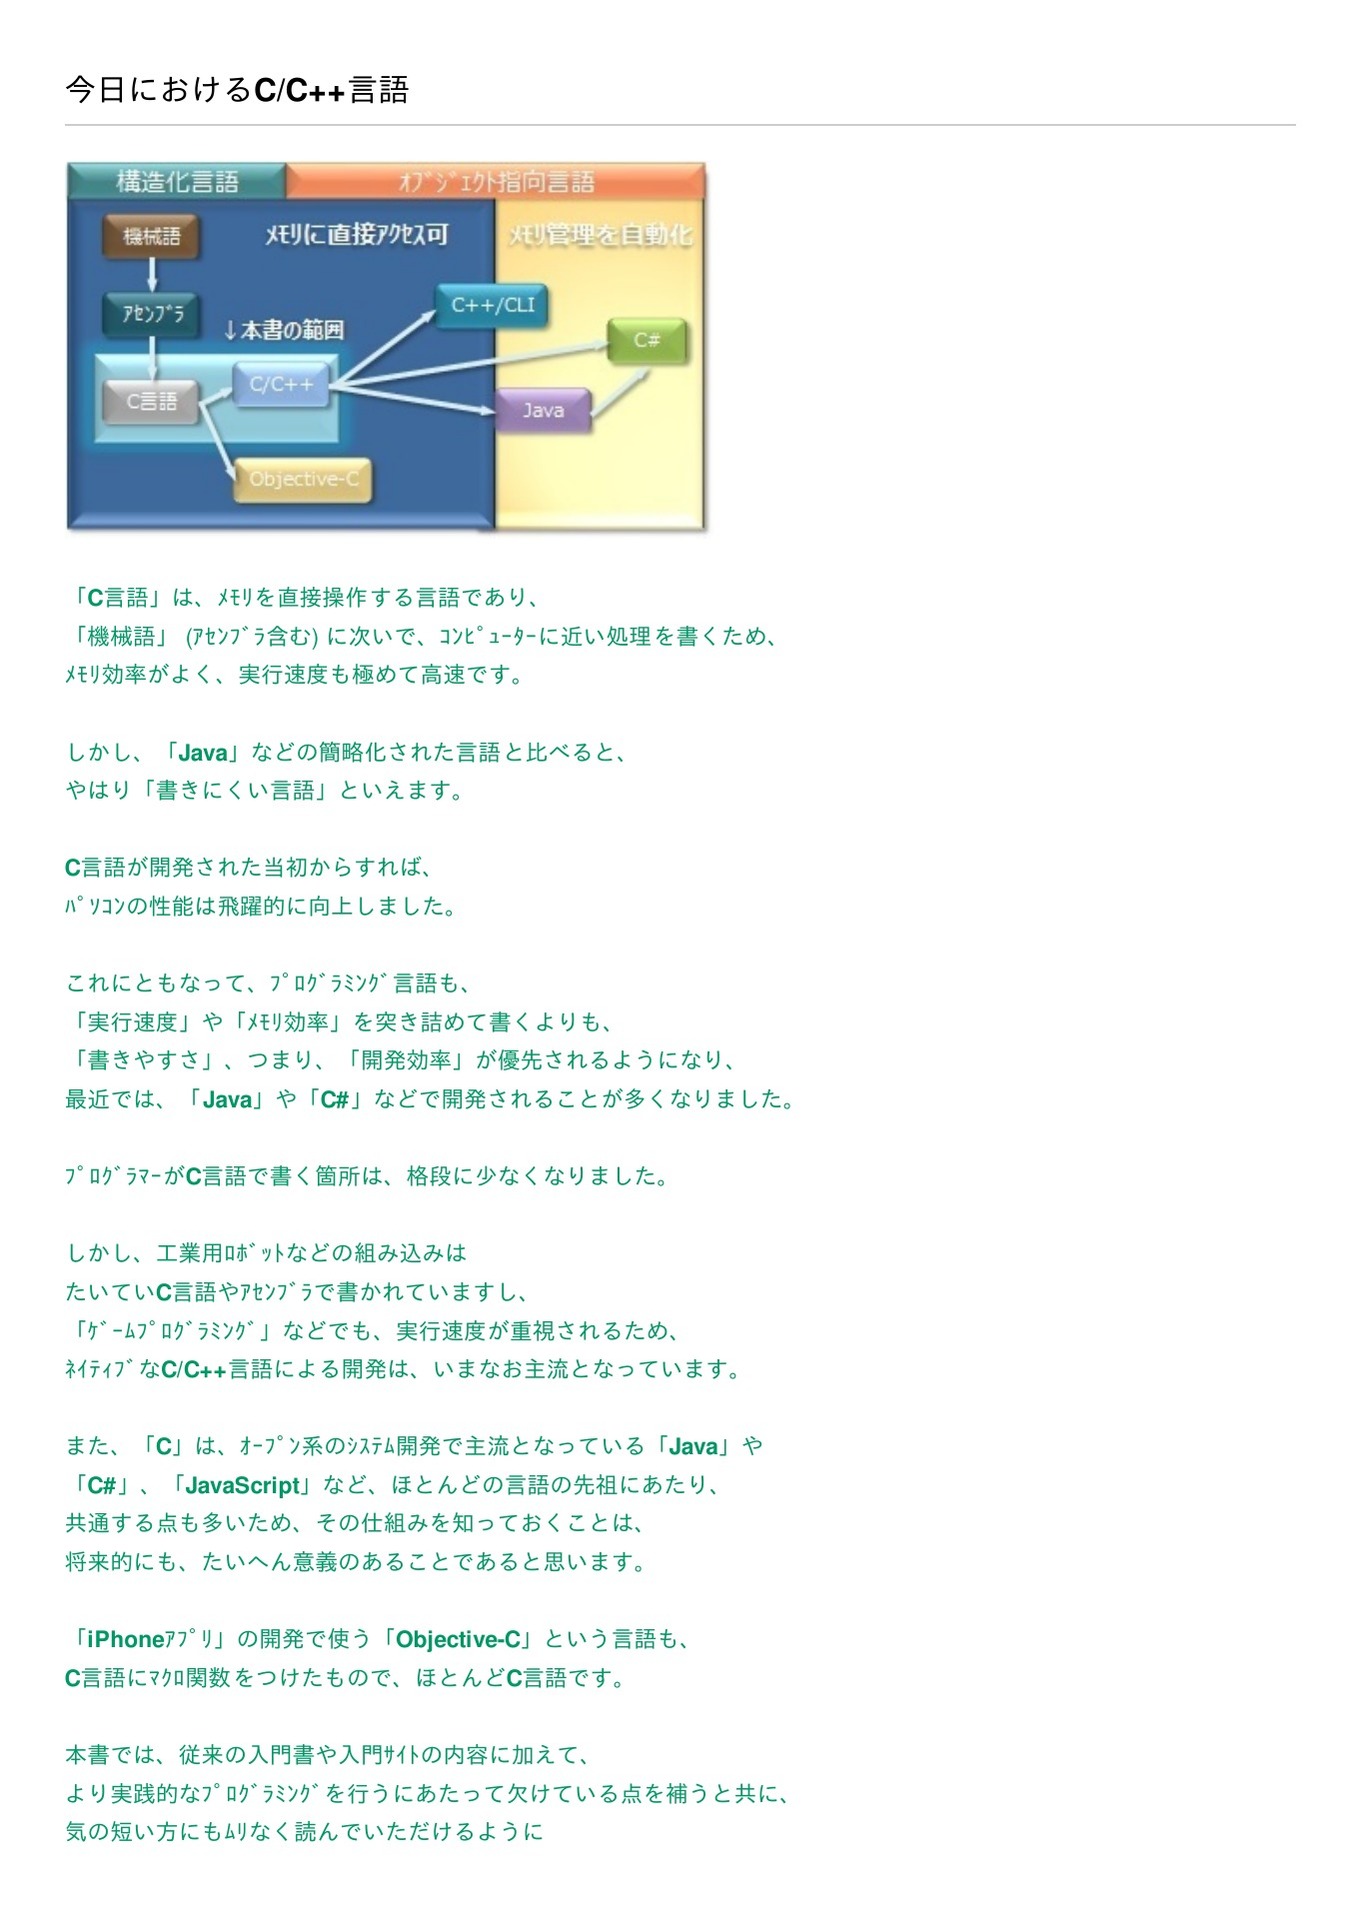 今日におけるC/C++言語
構造化言語
ｵﾌﾞｼﾞｪｸﾄ指向言語
機械語
ﾒﾓﾘに直接ｱｸｾｽ可
ﾒﾓﾘ管理を自動化
ｱｾﾝﾌﾞﾗ
↓本書の範囲
C++/CLI
C#
C言語
C/C++
Java
Objective-C
「C言語」は、ﾒﾓﾘを直接操作する言語であり、
「機械語」 (ｱｾﾝﾌﾞﾗ含む) に次いで、ｺﾝﾋﾟｭｰﾀｰに近い処理を書くため、
ﾒﾓﾘ効率がよく、実行速度も極めて高速です。
しかし、「Java」などの簡略化された言語と比べると、
やはり「書きにくい言語」といえます。
C言語が開発された当初からすれば、
ﾊﾟｿｺﾝの性能は飛躍的に向上しました。
これにともなって、ﾌﾟﾛｸﾞﾗﾐﾝｸﾞ言語も、
「実行速度」や「ﾒﾓﾘ効率」を突き詰めて書くよりも、
「書きやすさ」、つまり、「開発効率」が優先されるようになり、
最近では、「Java」や「C#」などで開発されることが多くなりました。
ﾌﾟﾛｸﾞﾗﾏｰがC言語で書く箇所は、格段に少なくなりました。
しかし、工業用ﾛﾎﾞｯﾄなどの組み込みは
たいていC言語やｱｾﾝﾌﾞﾗで書かれていますし、
「ｹﾞｰﾑﾌﾟﾛｸﾞﾗﾐﾝｸﾞ」などでも、実行速度が重視されるため、
ﾈｲﾃｨﾌﾞなC/C++言語による開発は、いまなお主流となっています。
また、「C」は、ｵｰﾌﾟﾝ系のｼｽﾃﾑ開発で主流となっている「Java」や
「C#」、「JavaScript」など、ほとんどの言語の先祖にあたり、
共通する点も多いため、その仕組みを知っておくことは、
将来的にも、たいへん意義のあることであると思います。
「iPhoneｱﾌﾟﾘ」の開発で使う「Objective-C」という言語も、
C言語にﾏｸﾛ関数をつけたもので、ほとんどC言語です。
本書では、従来の入門書や入門ｻｲﾄの内容に加えて、
より実践的なﾌﾟﾛｸﾞﾗﾐﾝｸﾞを行うにあたって欠けている点を補うと共に、
気の短い方にもﾑﾘなく読んでいただけるように